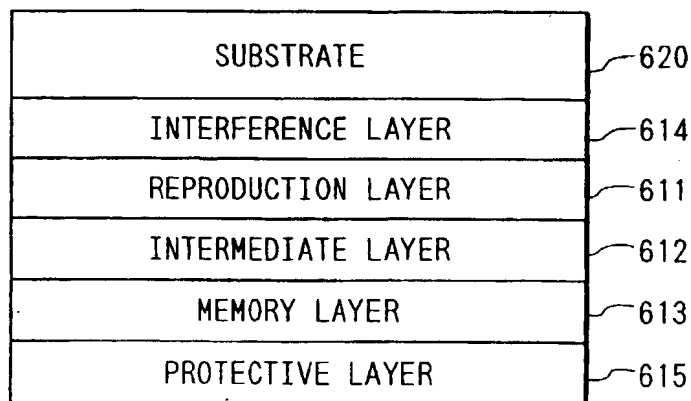 SUBSTRATE 620
INTERFERENCE LAYER 614
REPRODUCTION LAYER 611
INTERMEDIATE LAYER 612
MEMORY LAYER 613
PROTECTIVE LAYER 615